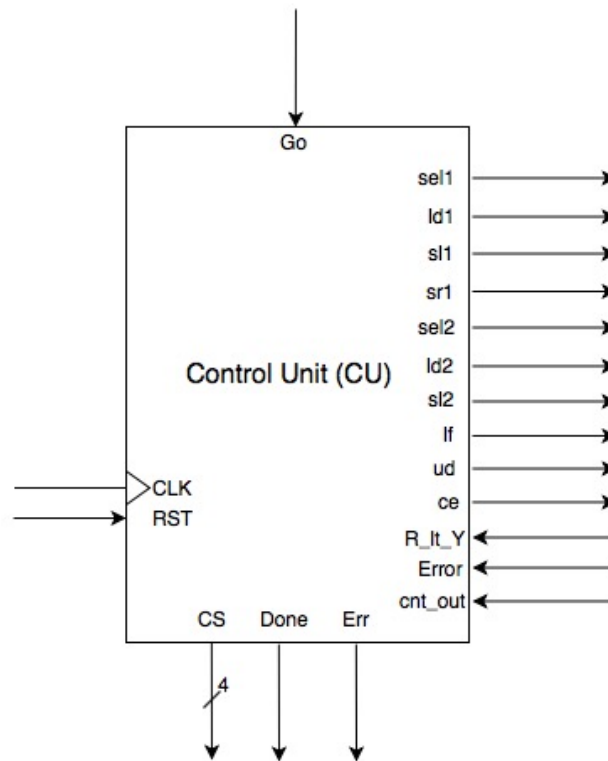 Go
sel1
ld1
sl1
sr1
sel2
ld2
sl2
lf
ud
ce
Control Unit (CU)
CLK
RST
R_lt_Y
Error
cnt_out
CS Done Err
4